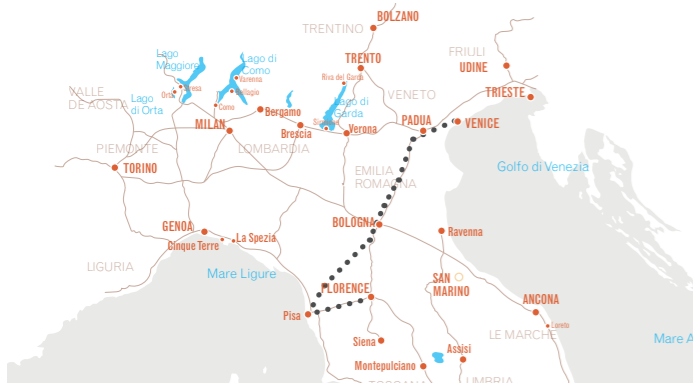 BOLZANO
TRENTINO
Lago
Maggiore
Lago di
Como
Varenna
Bellagio
Stresa
Orta
Lago
di Orta
Como
TRENTO
Riva del Garda
FRIULI
UDINE
VALLE
DE AOSTA
Bergamo
Lago di
Garda
VENETO
TRIESTE
MILAN
Brescia
Verona
PADUA
VENICE
PIEMONTE
LOMBARDIA
TORINO
EMILIA
ROMAGNA
Golfo di Venezia
GENOA
BOLOGNA
La Spezia
Cinque Terre
Ravenna
LIGURIA
Mare Ligure
SAN
MARINO
FLORENCE
ANCONA
Pisa
Loreto
LE MARCHE
Siena
Assisi
Mare A
Montepulciano
TOSCANA
UMBRIA